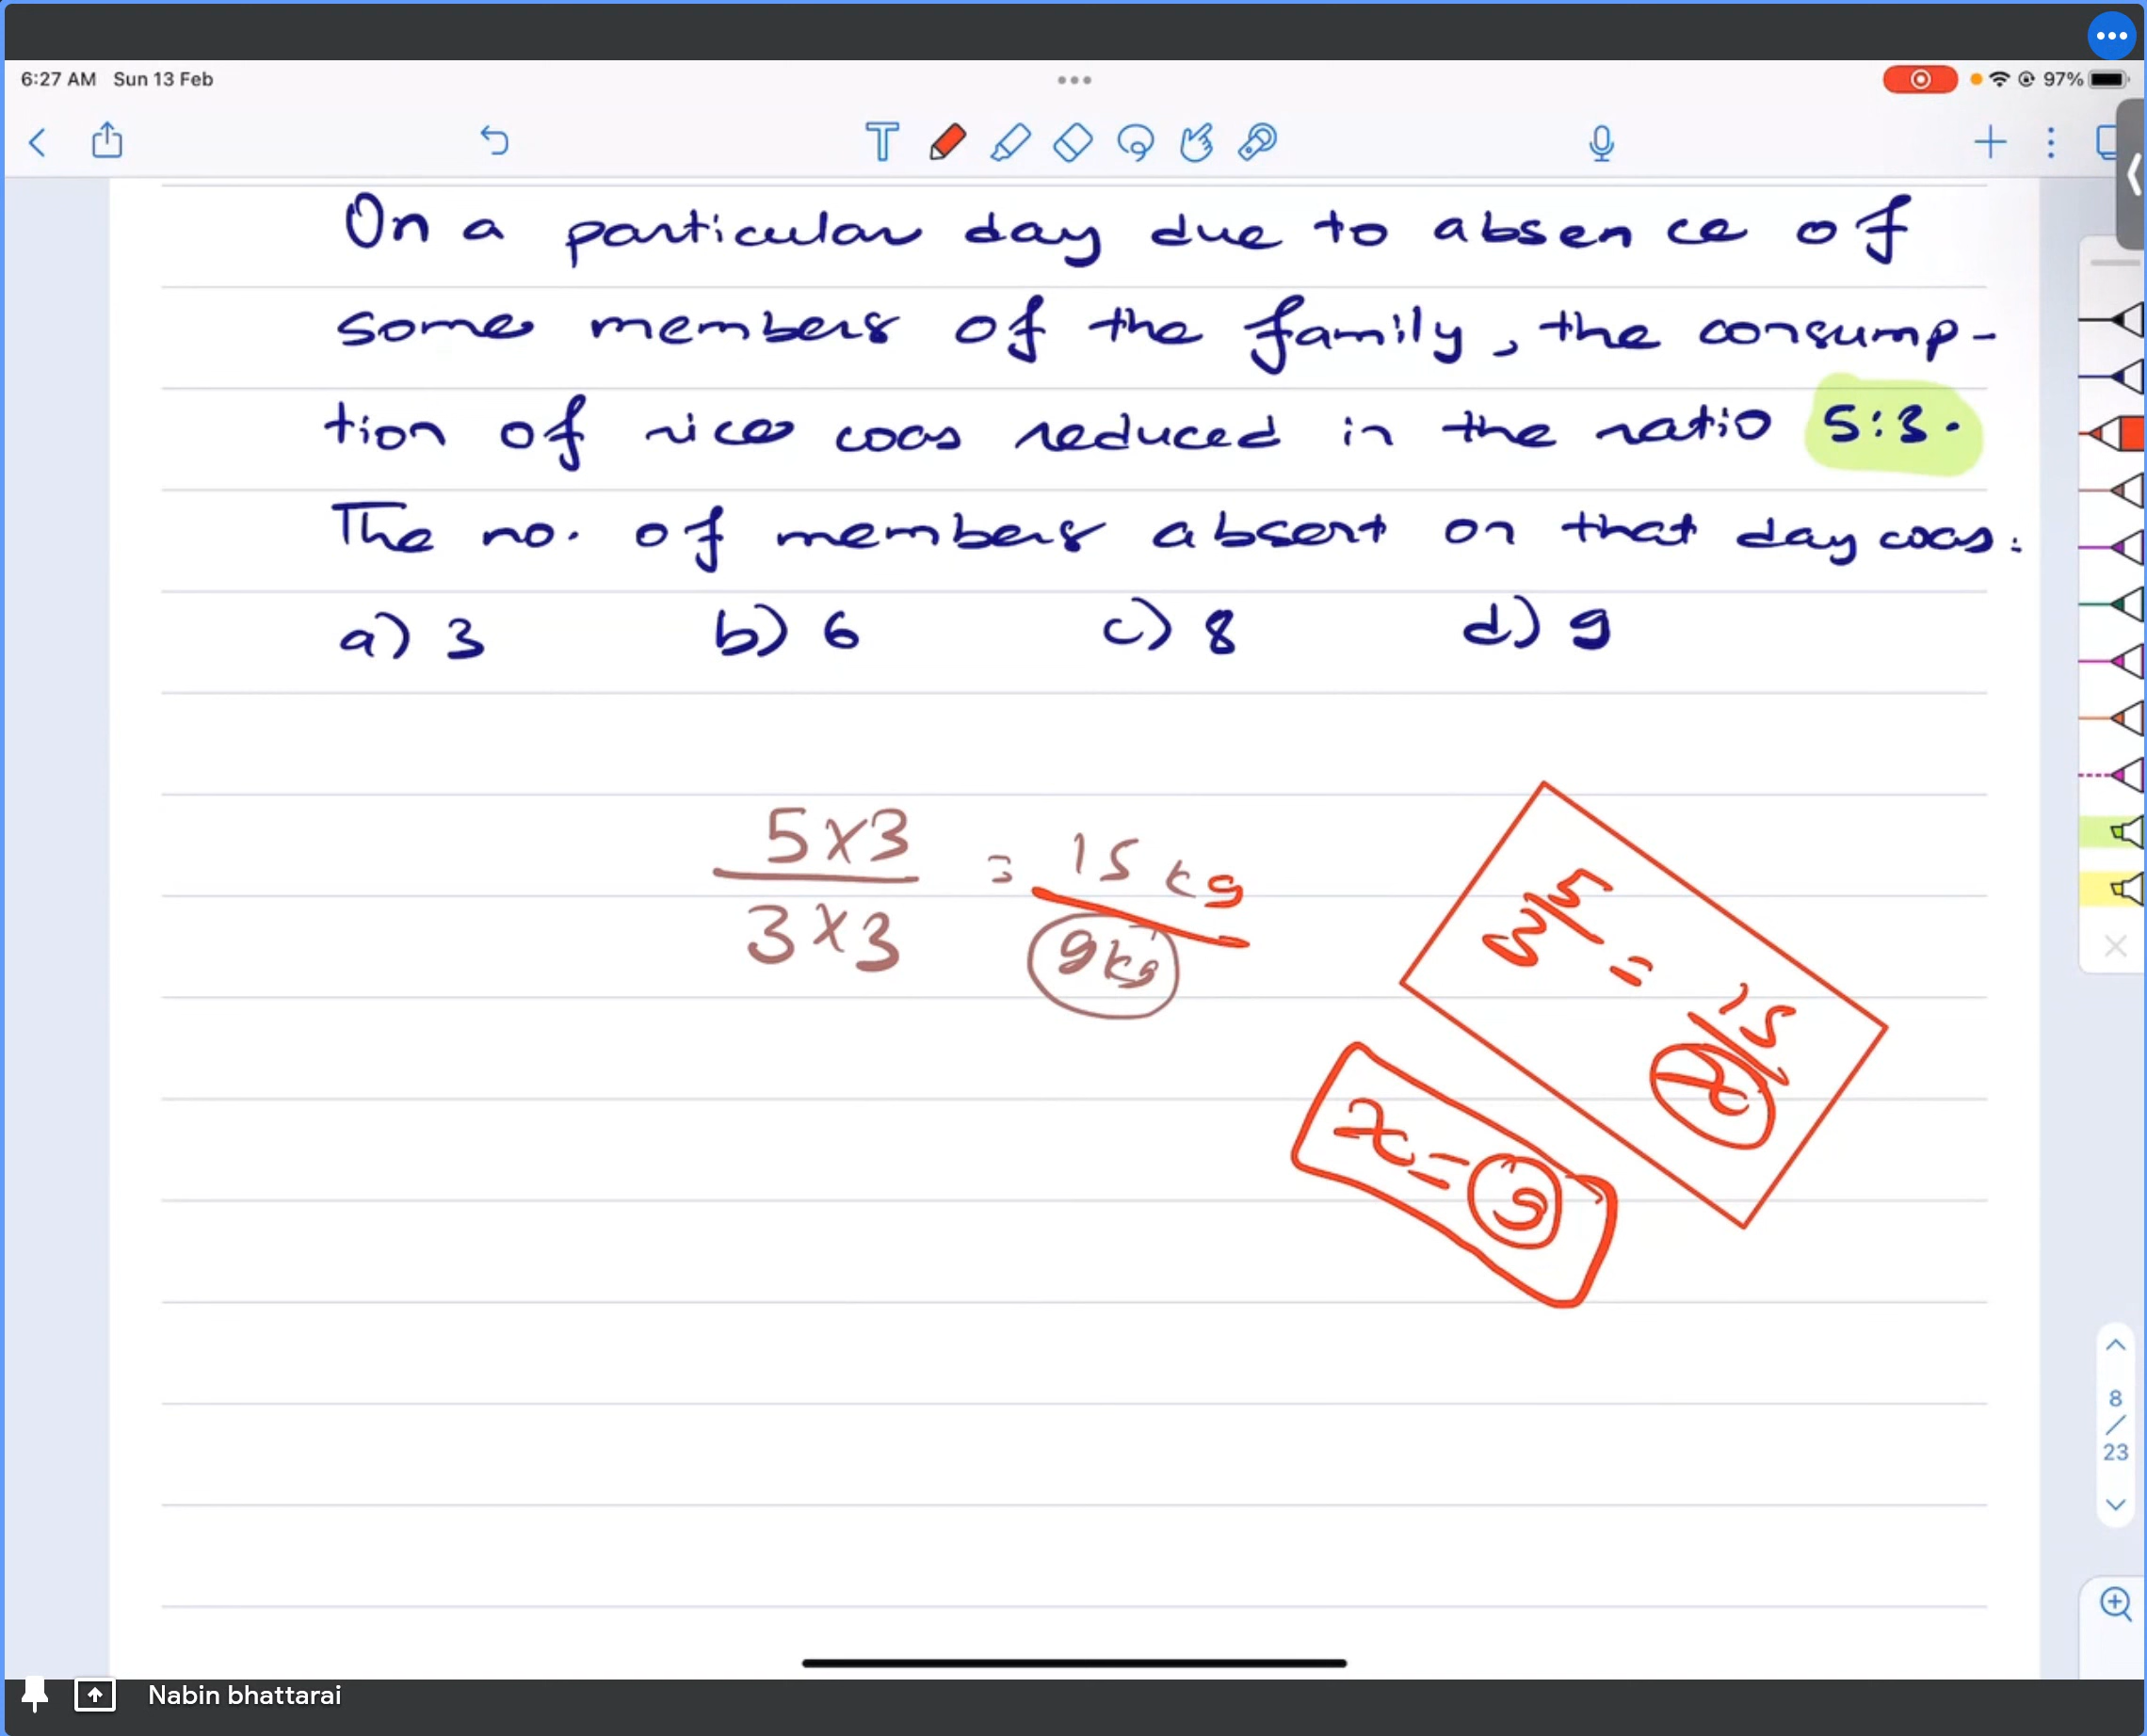 6:27 AM Sun 13 Feb
97%
On a particular day due to absence of
some members of the family, the consump-
tion of rice was reduced in the ratio 5:3.
The no. of members absent on that day was:
a) 3 b) 6 c) 8 d) 9
5x3
3x3
=
15 kg
9kg
5
3
=
15
x
x=9
8
23
Nabin bhattarai